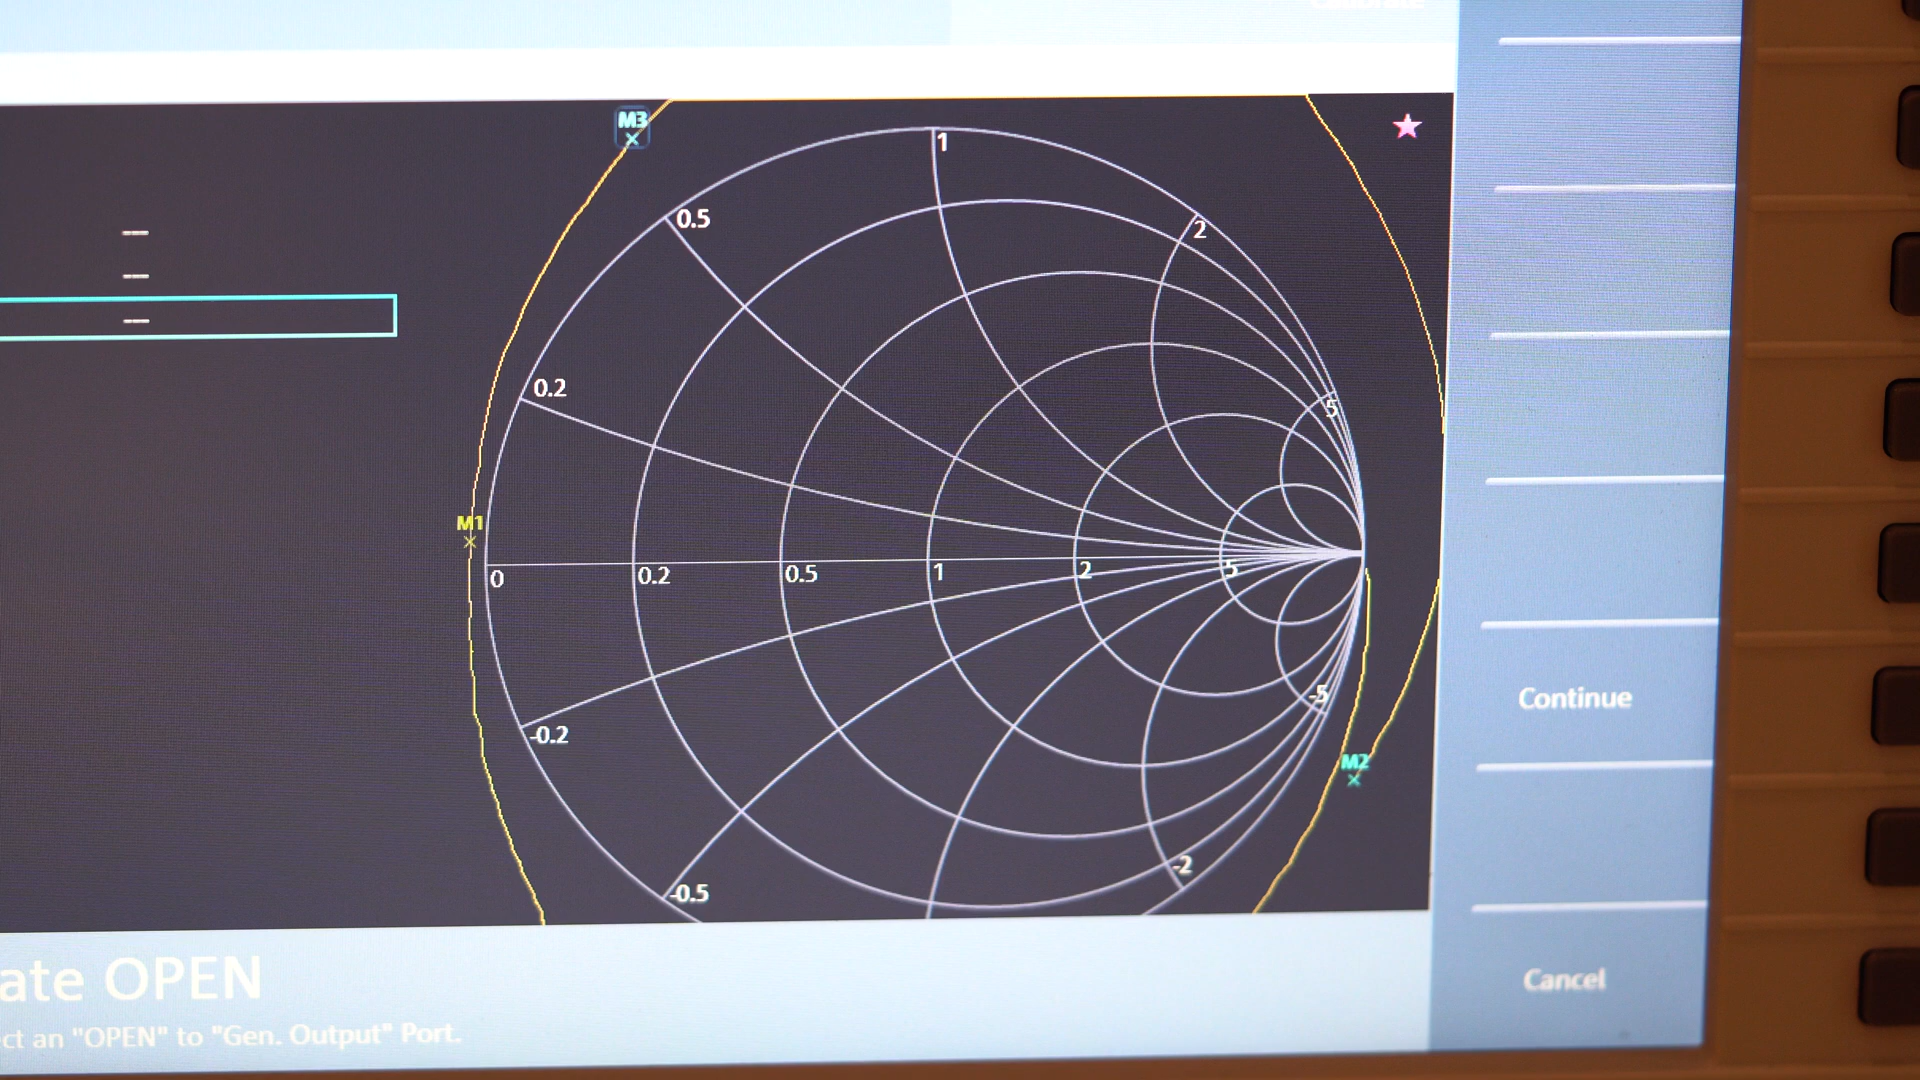 Calibrate
M3
1
0.5
2
0.2
5
M1
0
0.2
0.5
1
2
5
-5
Continue
-0.2
M2
-2
-0.5
ate OPEN
Cancel
ct an "OPEN" to "Gen. Output" Port.